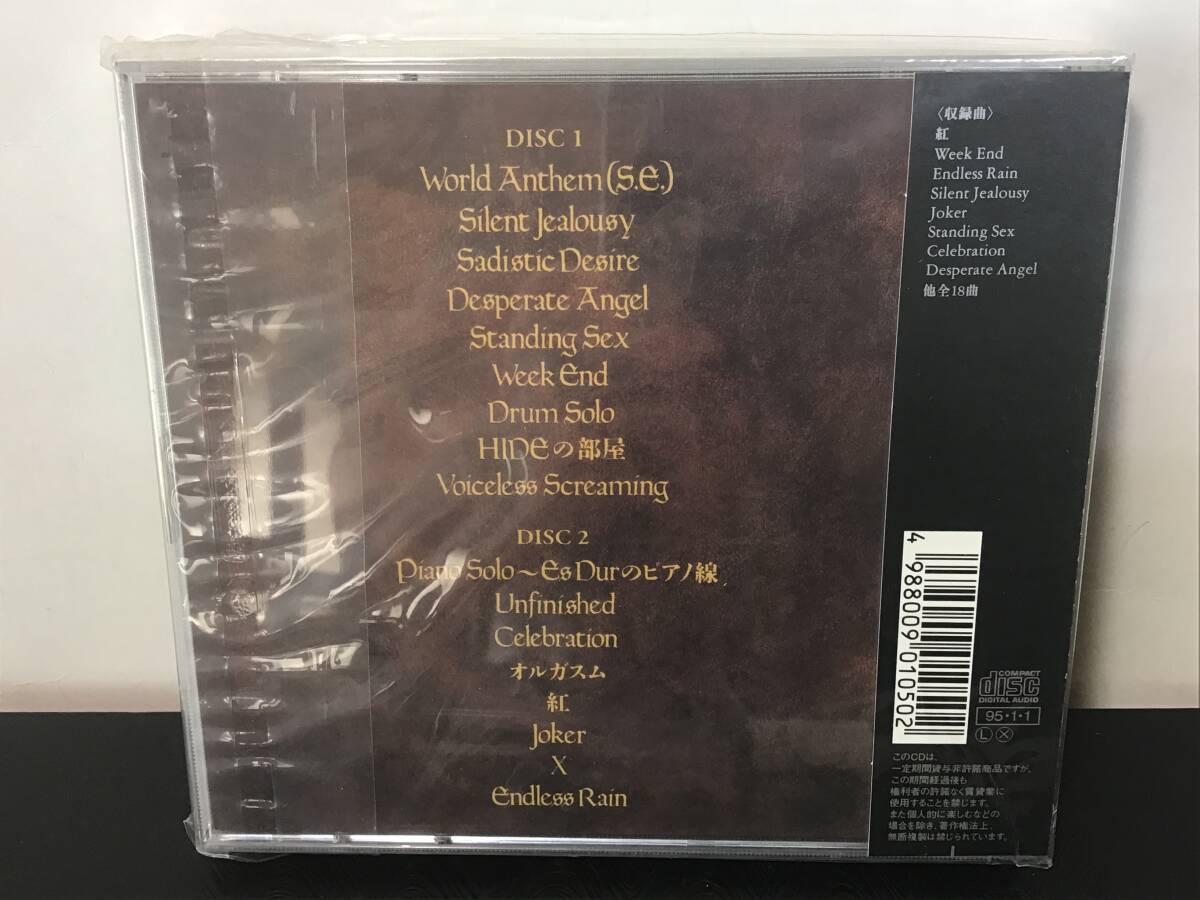 DISC 1
World Anthem (S.E.)
Silent Jealousy
Sadistic Desire
Desperate Angel
Standing Sex
Week End
Drum Solo
HIDEの部屋
Voiceless Screaming
DISC 2
Piano Solo～Es Durのピアノ線
Unfinished
Celebration
オルガスム
紅
Joker
X
Endless Rain
〈収録曲〉
紅
Week End
Endless Rain
Silent Jealousy
Joker
Standing Sex
Celebration
Desperate Angel
他全18曲
4 988009 010502
COMPACT
disc
DIGITAL AUDIO
95・1・1
Ⓛ Ⓧ
このCDは、
一定期間貸与非許諾商品ですが、
この期間経過後も
権利者の許諾なく賃貸業に
使用することを禁じます。
また個人的に楽しむなどの
場合を除き、著作権法上、
無断複製は禁じられています。